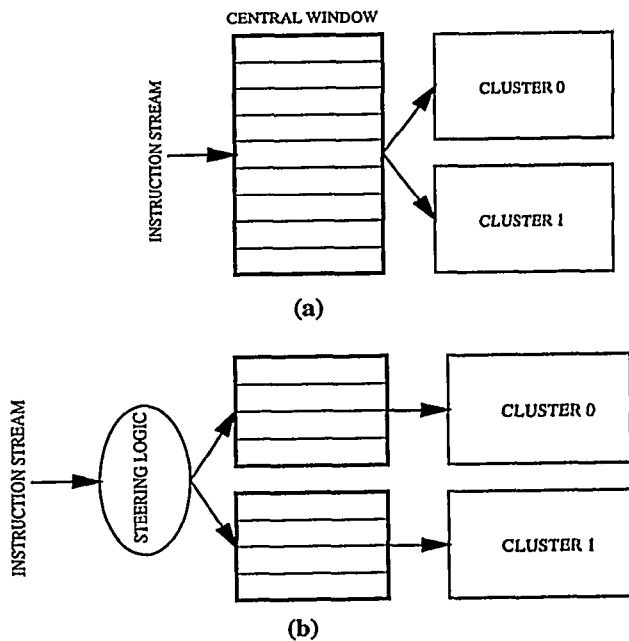 CENTRAL WINDOW
INSTRUCTION STREAM
CLUSTER 0
CLUSTER 1
(a)
INSTRUCTION STREAM
STEERING LOGIC
CLUSTER 0
CLUSTER 1
(b)